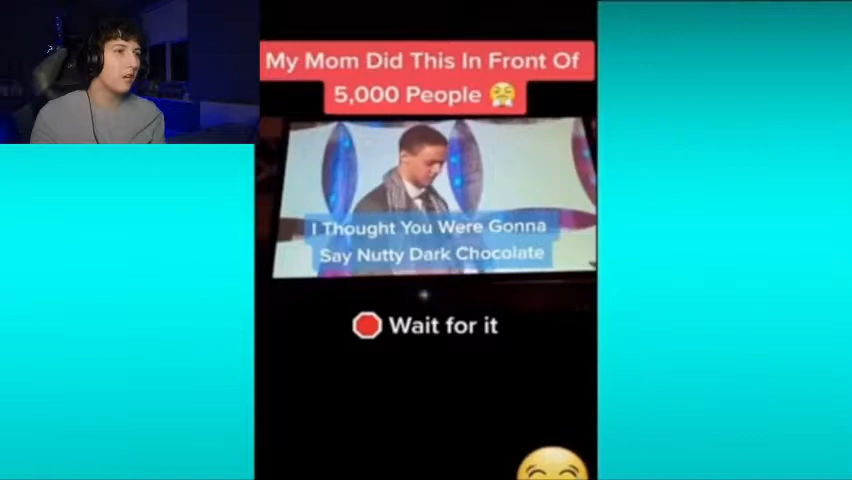 My Mom Did This In Front Of
5,000 People 😤
I Thought You Were Gonna
Say Nutty Dark Chocolate
🛑 Wait for it